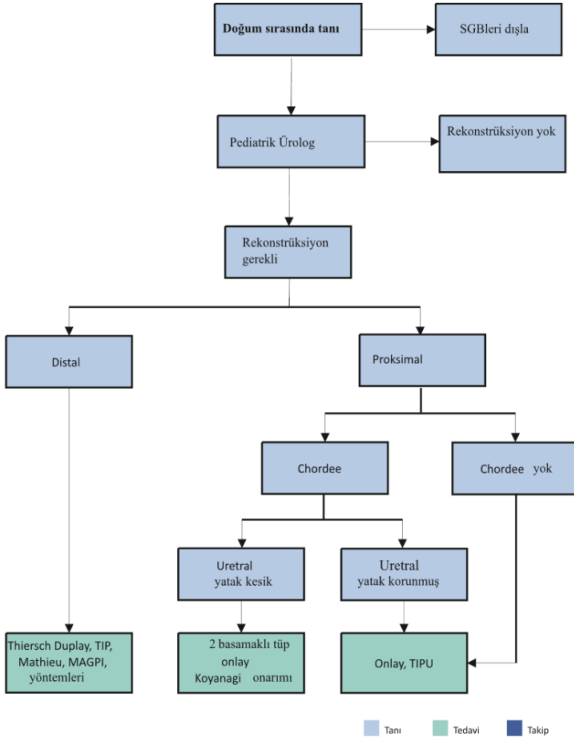 Doğum sırasında tanı
SGBleri dışla
Pediatrik Ürolog
Rekonstrüksiyon yok
Rekonstrüksiyon
gerekli
Distal
Proksimal
Chordee
Chordee yok
Uretral
yatak kesik
Uretral
yatak korunmuş
Thiersch Duplay, TIP,
Mathieu, MAGPI,
yöntemleri
2 basamaklı tüp
onlay
Koyanagi onarımı
Onlay, TIPU
Tanı
Tedavi
Takip